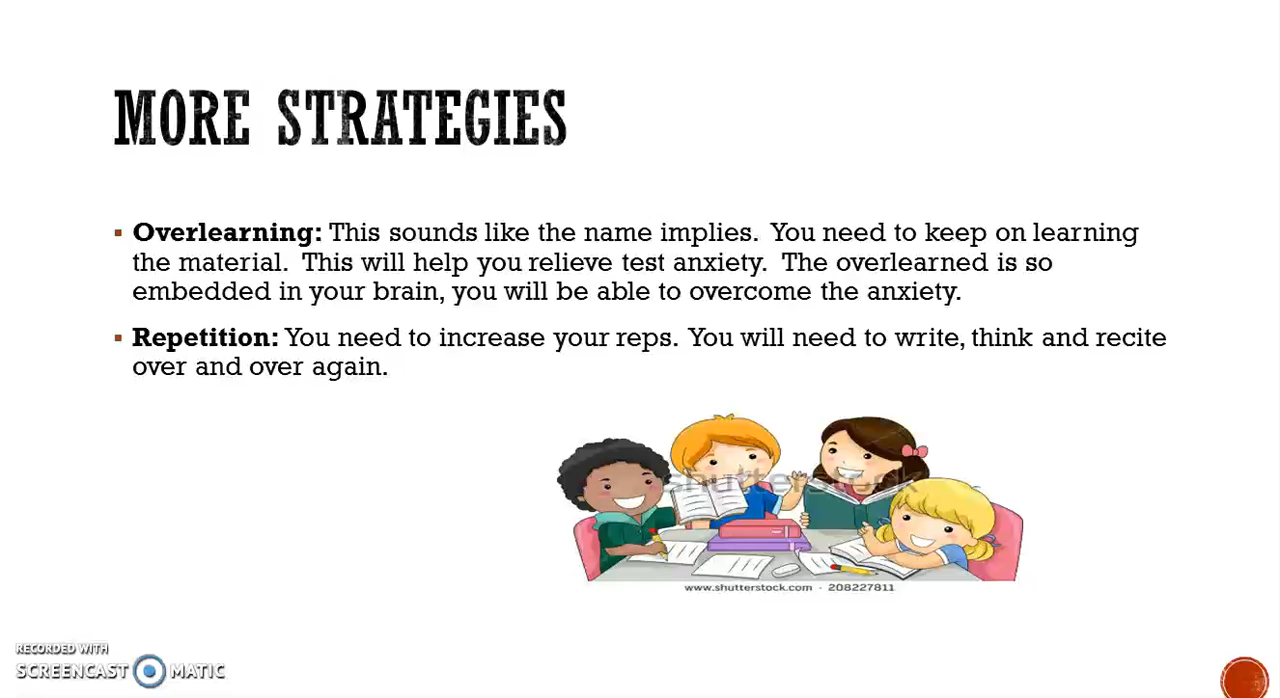 MORE STRATEGIES
▪ Overlearning: This sounds like the name implies. You need to keep on learning
the material. This will help you relieve test anxiety. The overlearned is so
embedded in your brain, you will be able to overcome the anxiety.
▪ Repetition: You need to increase your reps. You will need to write, think and recite
over and over again.
shutterstock
www.shutterstock.com · 208227811
RECORDED WITH
SCREENCAST MATIC